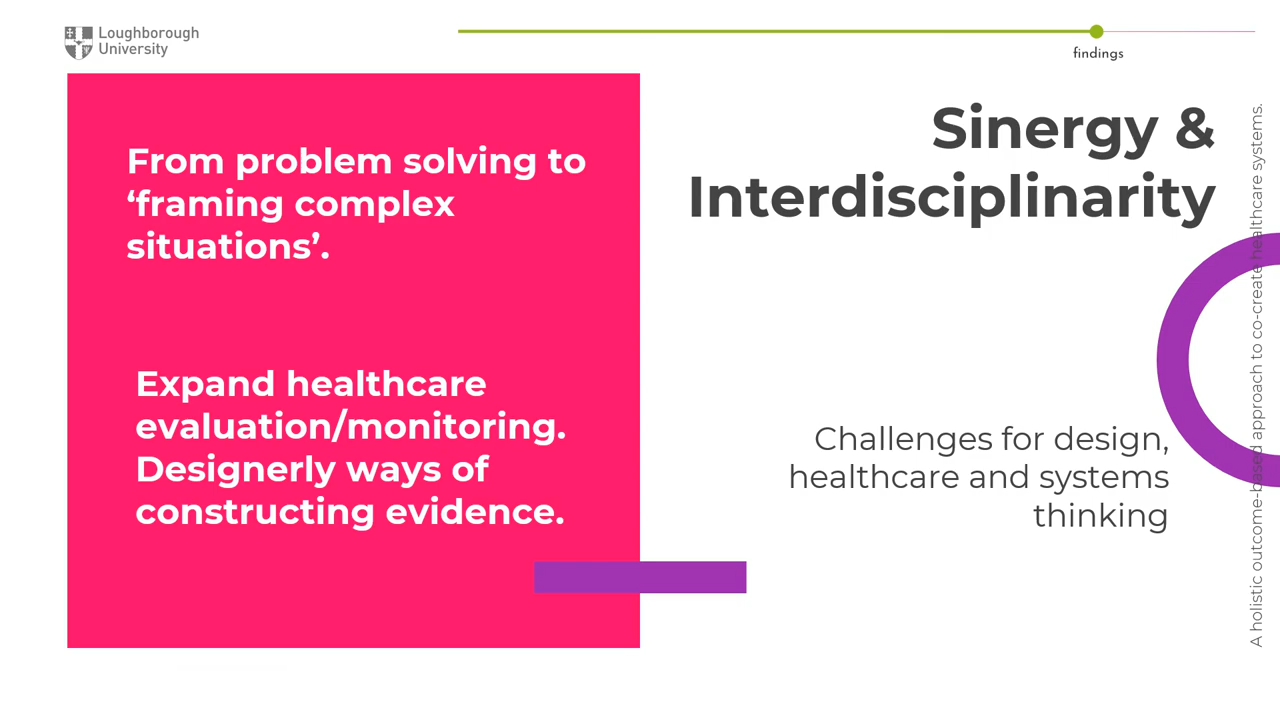 Loughborough
University
findings
From problem solving to
‘framing complex
situations’.
Expand healthcare
evaluation/monitoring.
Designerly ways of
constructing evidence.
Sinergy &
Interdisciplinarity
Challenges for design,
healthcare and systems
thinking
A holistic outcome-based approach to co-create healthcare systems.